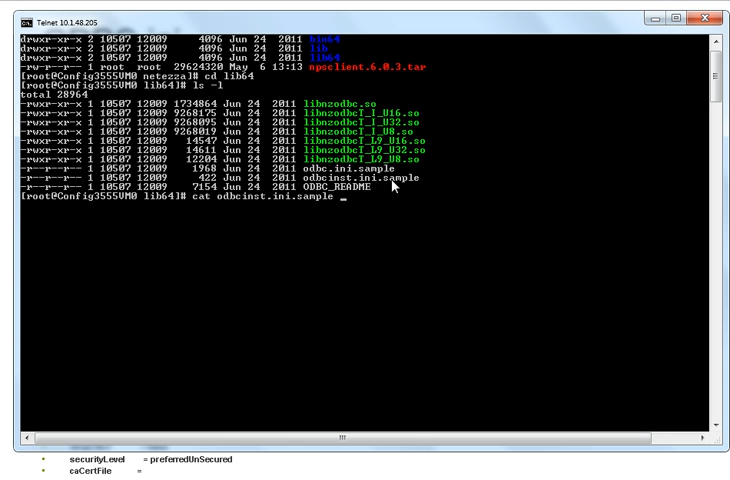 Telnet 10.1.48.205
drwxr-xr-x 2 10507 12009 4096 Jun 24 2011 bin64
drwxr-xr-x 2 10507 12009 4096 Jun 24 2011 lib
drwxr-xr-x 2 10507 12009 4096 Jun 24 2011 lib64
-rw-r--r-- 1 root root 29624320 May 6 13:13 npsclient.6.0.3.tar
[root@Config3555VM0 netezza]# cd lib64
[root@Config3555VM0 lib64]# ls -l
total 28964
-rwxr-xr-x 1 10507 12009 1734864 Jun 24 2011 libnzodbc.so
-rwxr-xr-x 1 10507 12009 9268175 Jun 24 2011 libnzodbcT_I_U16.so
-rwxr-xr-x 1 10507 12009 9268095 Jun 24 2011 libnzodbcT_I_U32.so
-rwxr-xr-x 1 10507 12009 9268019 Jun 24 2011 libnzodbcT_I_U8.so
-rwxr-xr-x 1 10507 12009 14547 Jun 24 2011 libnzodbcT_L9_U16.so
-rwxr-xr-x 1 10507 12009 14611 Jun 24 2011 libnzodbcT_L9_U32.so
-rwxr-xr-x 1 10507 12009 12204 Jun 24 2011 libnzodbcT_L9_U8.so
-r--r--r-- 1 10507 12009 1968 Jun 24 2011 odbc.ini.sample
-r--r--r-- 1 10507 12009 422 Jun 24 2011 odbcinst.ini.sample
-r--r--r-- 1 10507 12009 7154 Jun 24 2011 ODBC_README
[root@Config3555VM0 lib64]# cat odbcinst.ini.sample _
• securityLevel = preferredUnSecured
• caCertFile =